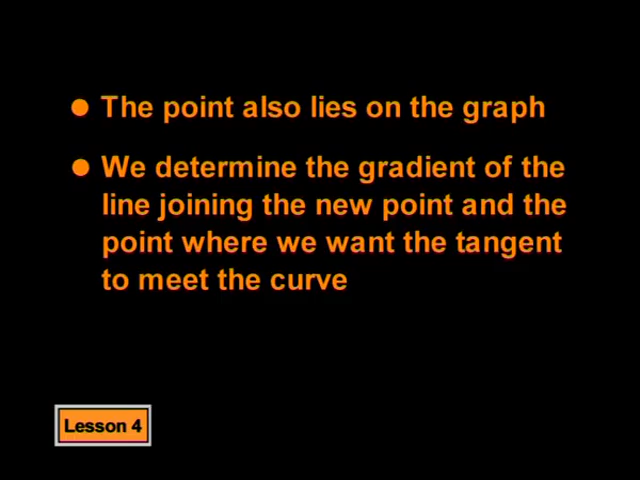 The point also lies on the graph
We determine the gradient of the
line joining the new point and the
point where we want the tangent
to meet the curve
Lesson 4